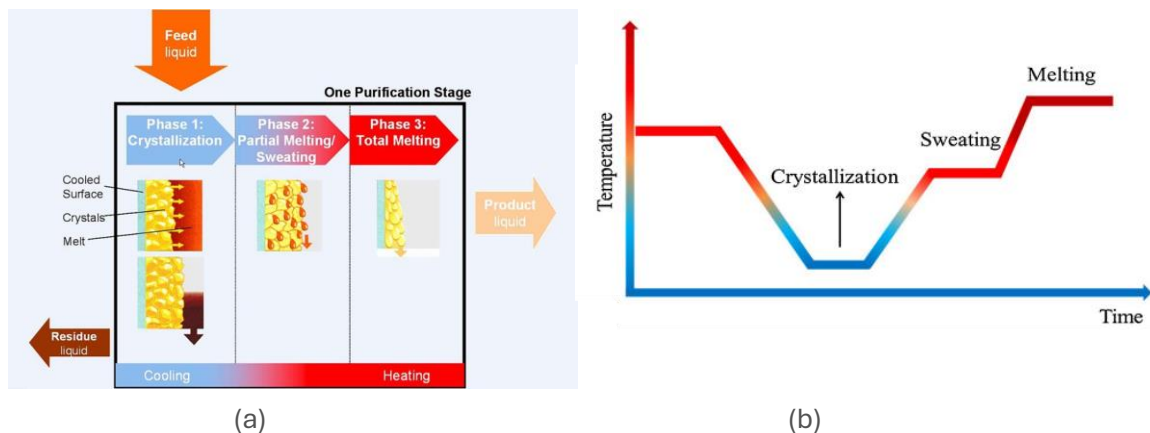 Feed
liquid
One Purification Stage
Phase 1:
Crystallization
Phase 2:
Partial Melting/
Sweating
Phase 3:
Total Melting
Cooled
Surface
Crystals
Melt
Product
liquid
Residue
liquid
Cooling
Heating
(a)
Temperature
Crystallization
Sweating
Melting
Time
(b)